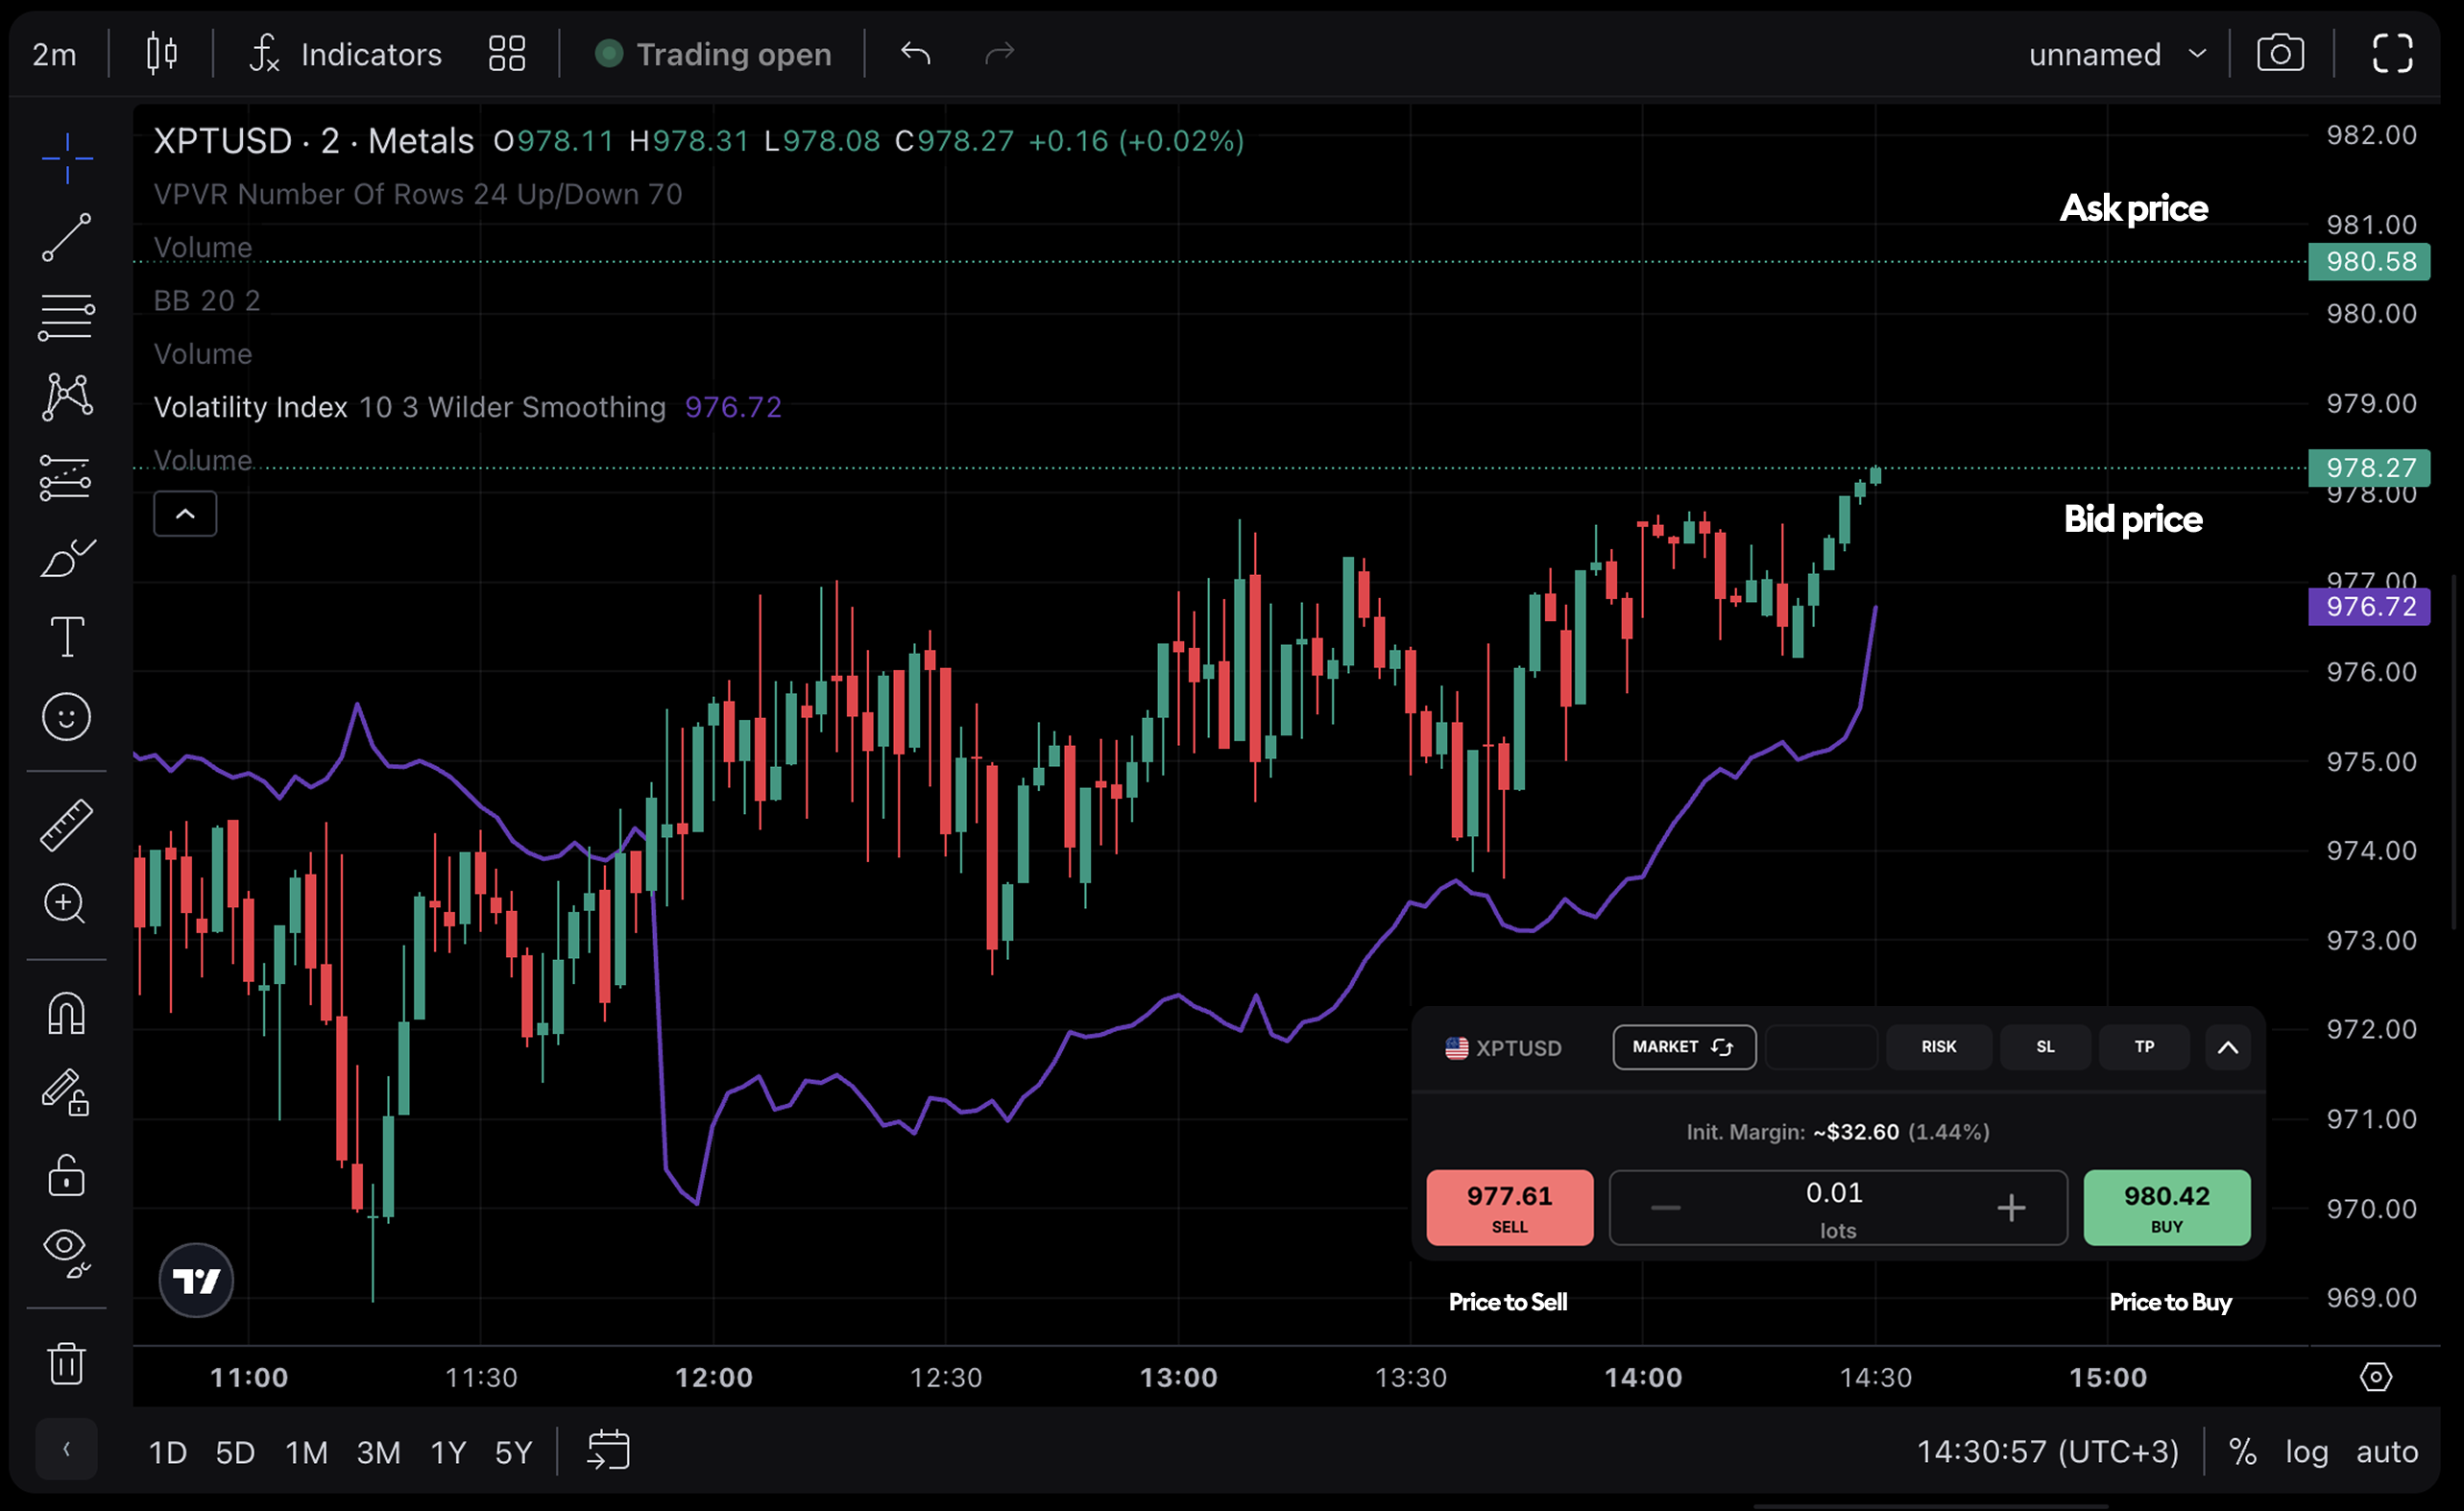 2m Indicators Trading open unnamed
XPTUSD · 2 · Metals O978.11 H978.31 L978.08 C978.27 +0.16 (+0.02%)
VPVR Number Of Rows 24 Up/Down 70
Volume
BB 20 2
Volume
Volatility Index 10 3 Wilder Smoothing 976.72
Volume
Ask price
Bid price
982.00
981.00
980.58
980.00
979.00
978.27
978.00
977.00
976.72
976.00
975.00
974.00
973.00
972.00
971.00
970.00
969.00
XPTUSD MARKET RISK SL TP
Init. Margin: ~$32.60 (1.44%)
977.61 0.01 980.42
SELL lots BUY
Price to Sell Price to Buy
11:00 11:30 12:00 12:30 13:00 13:30 14:00 14:30 15:00
1D 5D 1M 3M 1Y 5Y 14:30:57 (UTC+3) % log auto